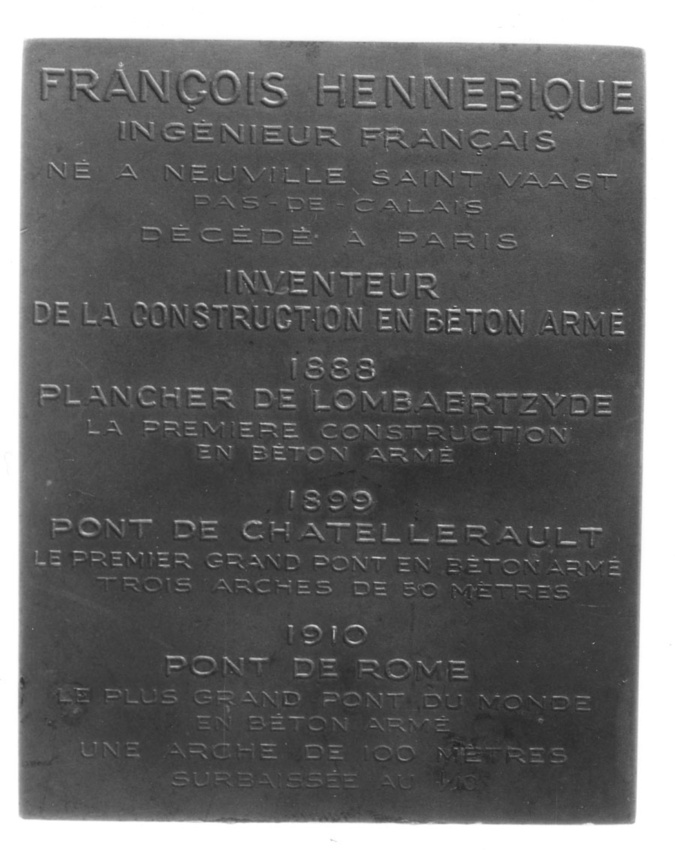 FRANÇOIS HENNEBIQUE
INGÉNIEUR FRANÇAIS
NÉ A NEUVILLE SAINT VAAST
PAS-DE-CALAIS
DÉCÉDÉ A PARIS
INVENTEUR
DE LA CONSTRUCTION EN BÉTON ARMÉ
1888
PLANCHER DE LOMBAERTZYDE
LA PREMIERE CONSTRUCTION
EN BÉTON ARMÉ
1899
PONT DE CHATELLERAULT
LE PREMIER GRAND PONT EN BÉTON ARMÉ
TROIS ARCHES DE 50 MÈTRES
1910
PONT DE ROME
LE PLUS GRAND PONT DU MONDE
EN BÉTON ARMÉ
UNE ARCHE DE 100 MÈTRES
SURBAISSÉE AU 1/10